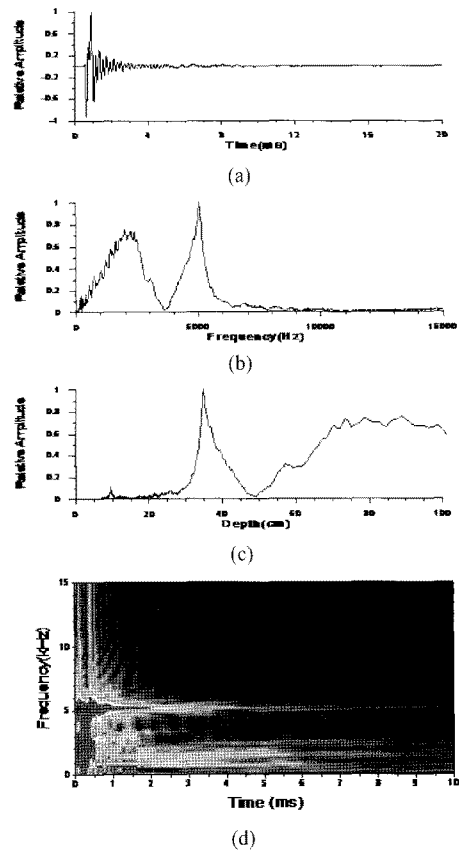 1
0.6
0.2
-0.2
-0.6
-1
Relative Amplitude
0 4 8 12 16 20
Time(ms)
(a)
1
0.8
0.6
0.4
0.2
0
Relative Amplitude
0 5000 10000 15000
Frequency(Hz)
(b)
1
0.8
0.6
0.4
0.2
0
Relative Amplitude
0 20 40 60 80 100
Depth(cm)
(c)
15
10
5
0
Frequency(kHz)
0 1 2 3 4 5 6 7 8 9 10
Time (ms)
(d)